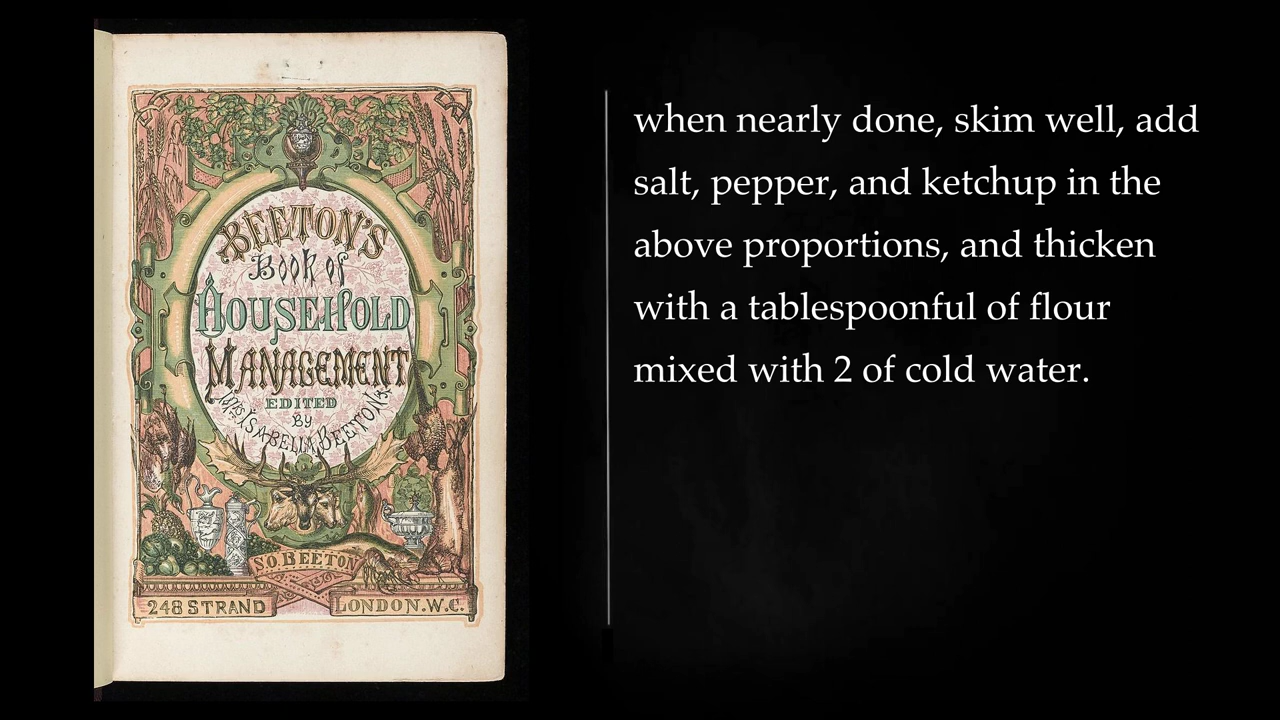 BEETON'S
Book of
HOUSEHOLD
MANAGEMENT
EDITED
BY
MRS ISABELLA BEETON.
S.O. BEETON
248 STRAND
LONDON. W.C.
when nearly done, skim well, add
salt, pepper, and ketchup in the
above proportions, and thicken
with a tablespoonful of flour
mixed with 2 of cold water.